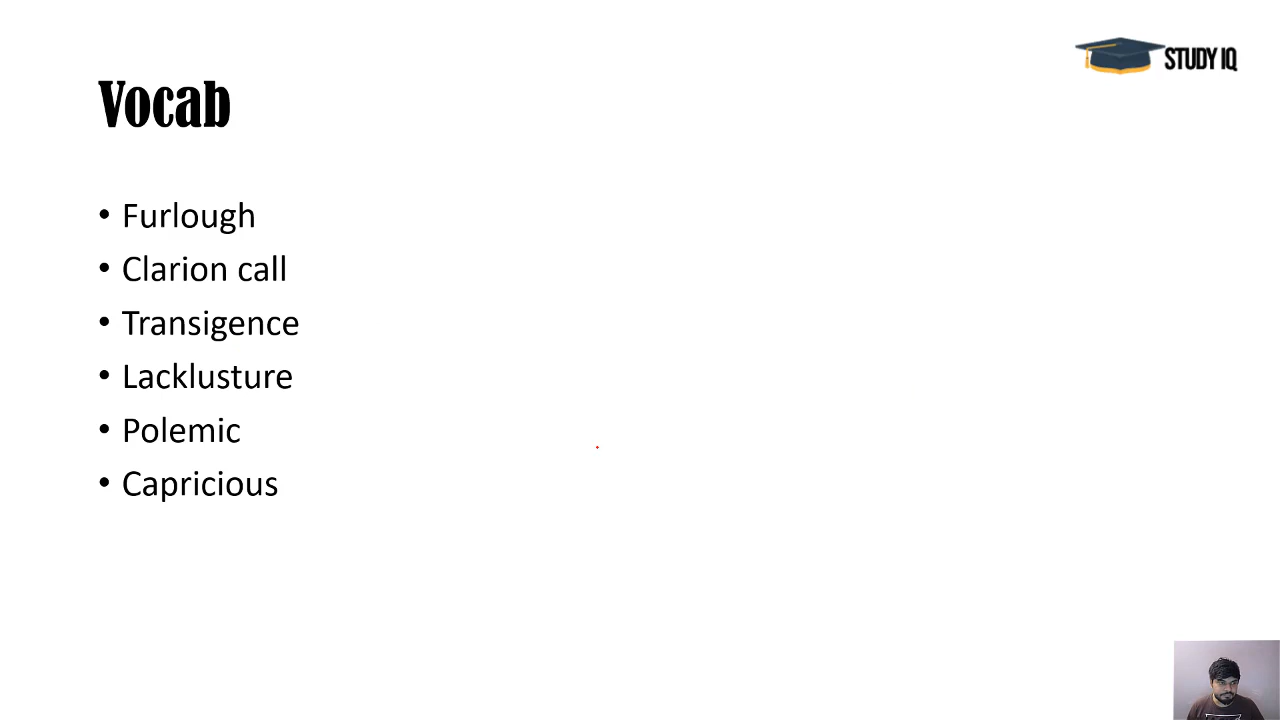 STUDY IQ
Vocab
• Furlough
• Clarion call
• Transigence
• Lacklusture
• Polemic
• Capricious